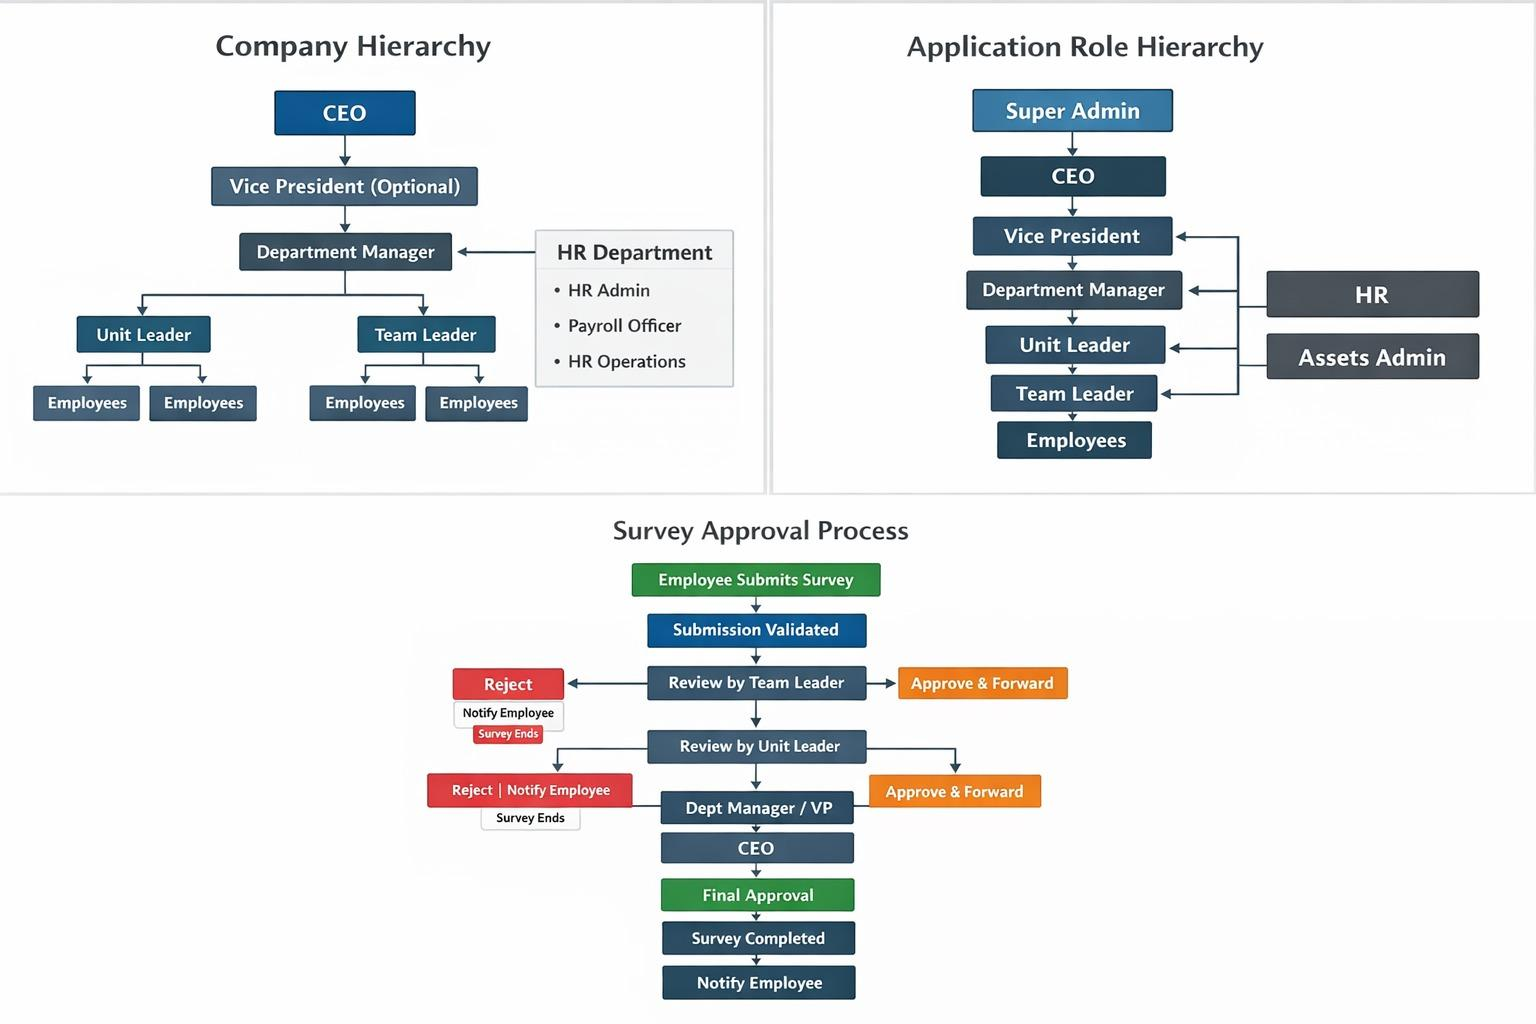 Company Hierarchy
CEO
Vice President (Optional)
Department Manager
HR Department
• HR Admin
• Payroll Officer
• HR Operations
Unit Leader
Team Leader
Employees
Employees
Employees
Employees
Application Role Hierarchy
Super Admin
CEO
Vice President
Department Manager
Unit Leader
Team Leader
Employees
HR
Assets Admin
Survey Approval Process
Employee Submits Survey
Submission Validated
Reject
Review by Team Leader
Approve & Forward
Notify Employee
Survey Ends
Review by Unit Leader
Reject | Notify Employee
Approve & Forward
Survey Ends
Dept Manager / VP
CEO
Final Approval
Survey Completed
Notify Employee